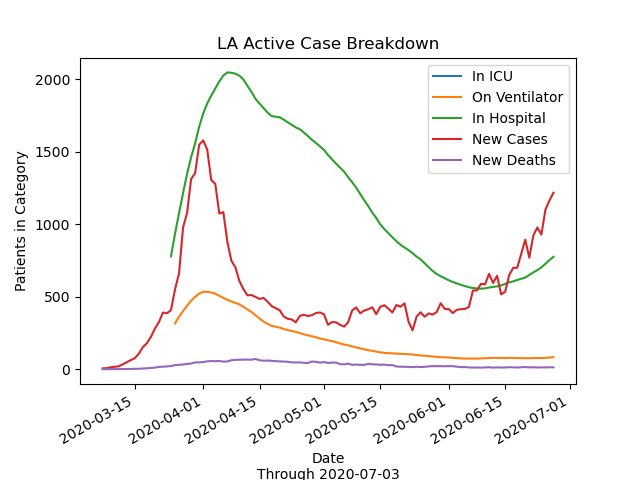 LA Active Case Breakdown
Patients in Category
2000
1500
1000
500
0
In ICU
On Ventilator
In Hospital
New Cases
New Deaths
2020-03-15
2020-04-01
2020-04-15
2020-05-01
2020-05-15
2020-06-01
2020-06-15
2020-07-01
Date
Through 2020-07-03